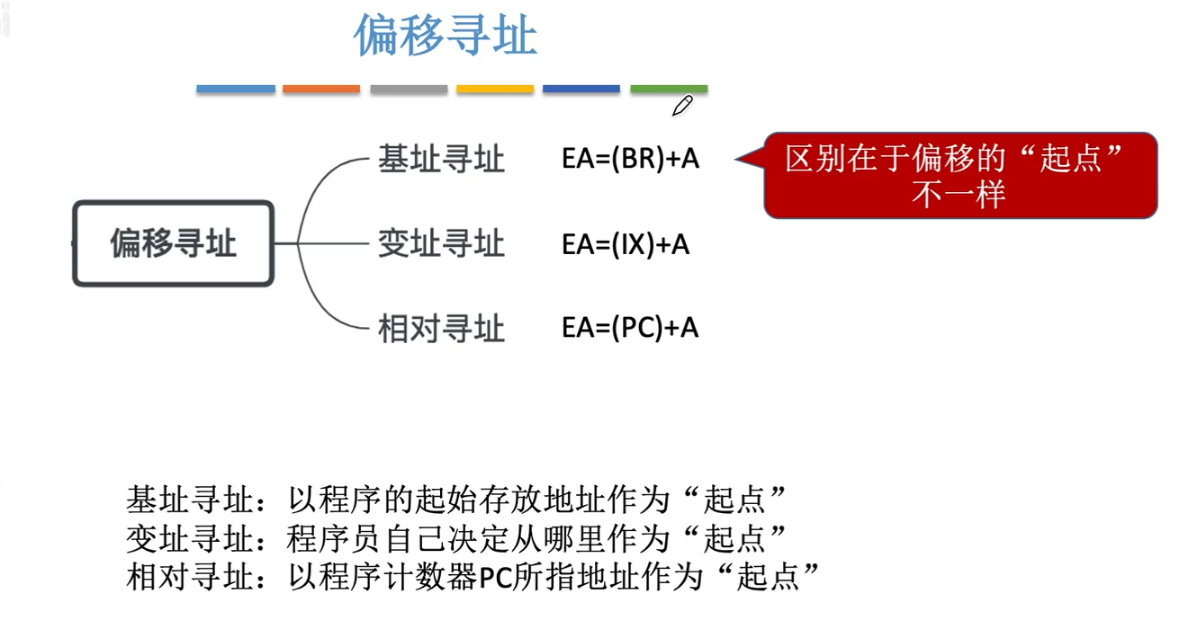 偏移寻址
基址寻址 EA=(BR)+A
区别在于偏移的“起点”
不一样
偏移寻址
变址寻址 EA=(IX)+A
相对寻址 EA=(PC)+A
基址寻址：以程序的起始存放地址作为“起点”
变址寻址：程序员自己决定从哪里作为“起点”
相对寻址：以程序计数器PC所指地址作为“起点”